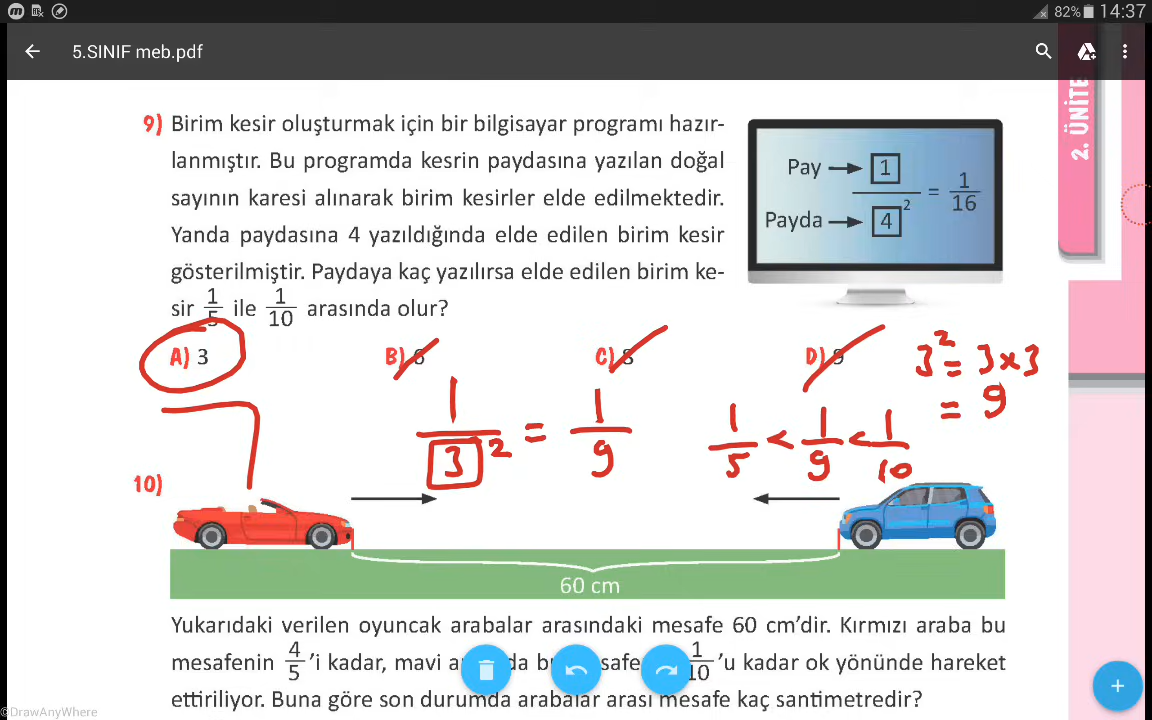 82% 14:37
5.SINIF meb.pdf
2. ÜNİTE
9) Birim kesir oluşturmak için bir bilgisayar programı hazır-
lanmıştır. Bu programda kesrin paydasına yazılan doğal
sayının karesi alınarak birim kesirler elde edilmektedir.
Yanda paydasına 4 yazıldığında elde edilen birim kesir
gösterilmiştir. Paydaya kaç yazılırsa elde edilen birim ke-
sir 1/5 ile 1/10 arasında olur?
Pay → 1
Payda → 4² = 1/16
A) 3 B) 6 C) 8 D) 9
3² = 3 x 3
= 9
1/3² = 1/9
1/5 < 1/9 < 1/10
10)
60 cm
Yukarıdaki verilen oyuncak arabalar arasındaki mesafe 60 cm'dir. Kırmızı araba bu
mesafenin 4/5 'i kadar, mavi 1/10 'u kadar ok yönünde hareket
ettiriliyor. Buna göre son durumda arabalar arası mesafe kaç santimetredir?
©DrawAnyWhere